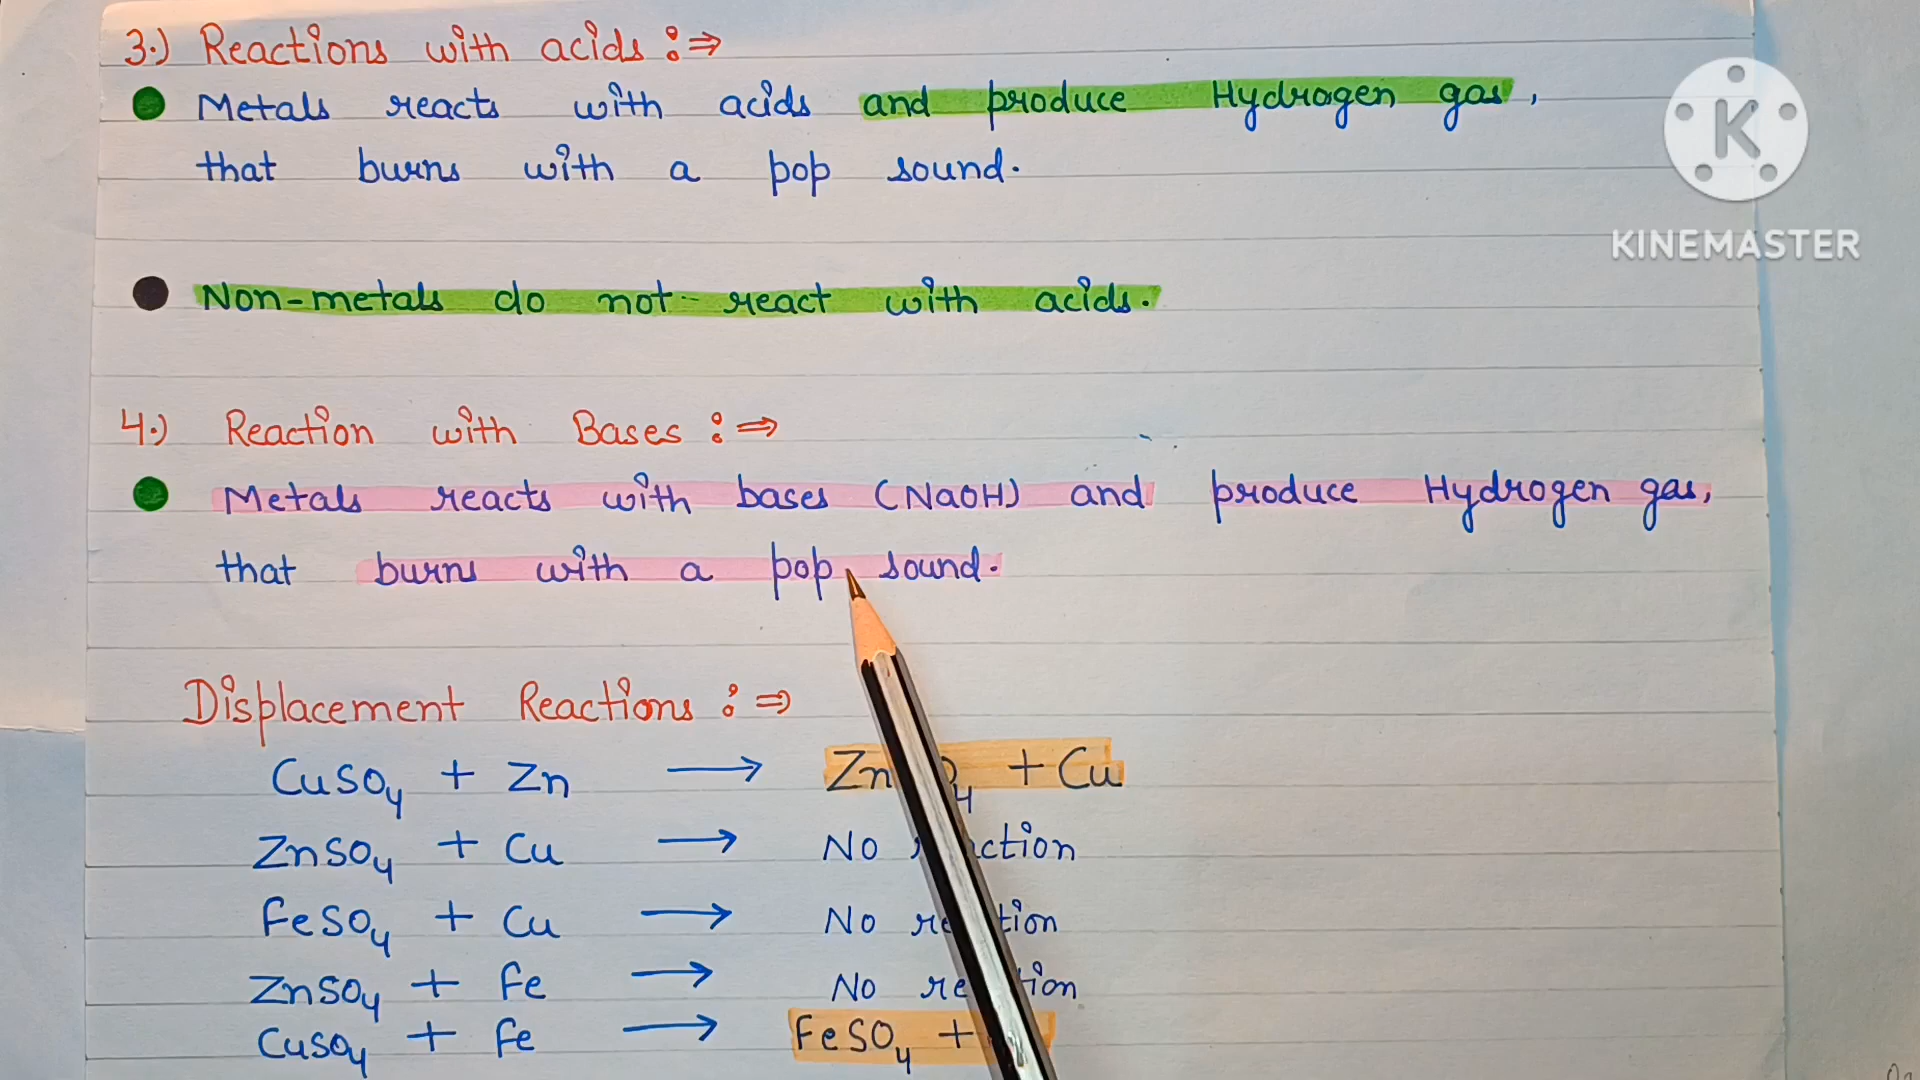 3.) Reactions with acids :⇒
Metals reacts with acids and produce Hydrogen gas,
that burns with a pop sound.
Non-metals do not react with acids.
4.) Reaction with Bases :⇒
Metals reacts with bases (NaOH) and produce Hydrogen gas,
that burns with a pop sound.
Displacement Reactions :⇒
CuSO4 + Zn → Zn + Cu
ZnSO4 + Cu → No
FeSO4 + Cu → No
ZnSO4 + Fe → No
CuSO4 + Fe → FeSO4 +
K
KINEMASTER